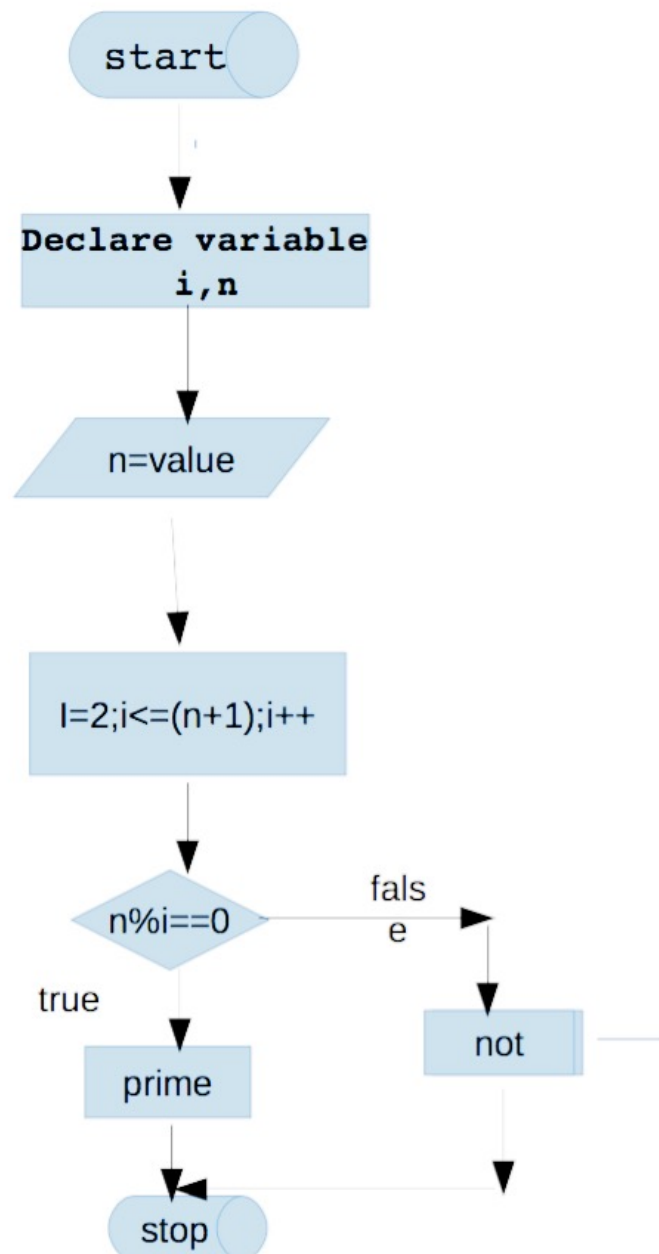 start
Declare variable
i,n
n=value
I=2;i<=(n+1);i++
n%i==0
fals
e
true
not
prime
stop